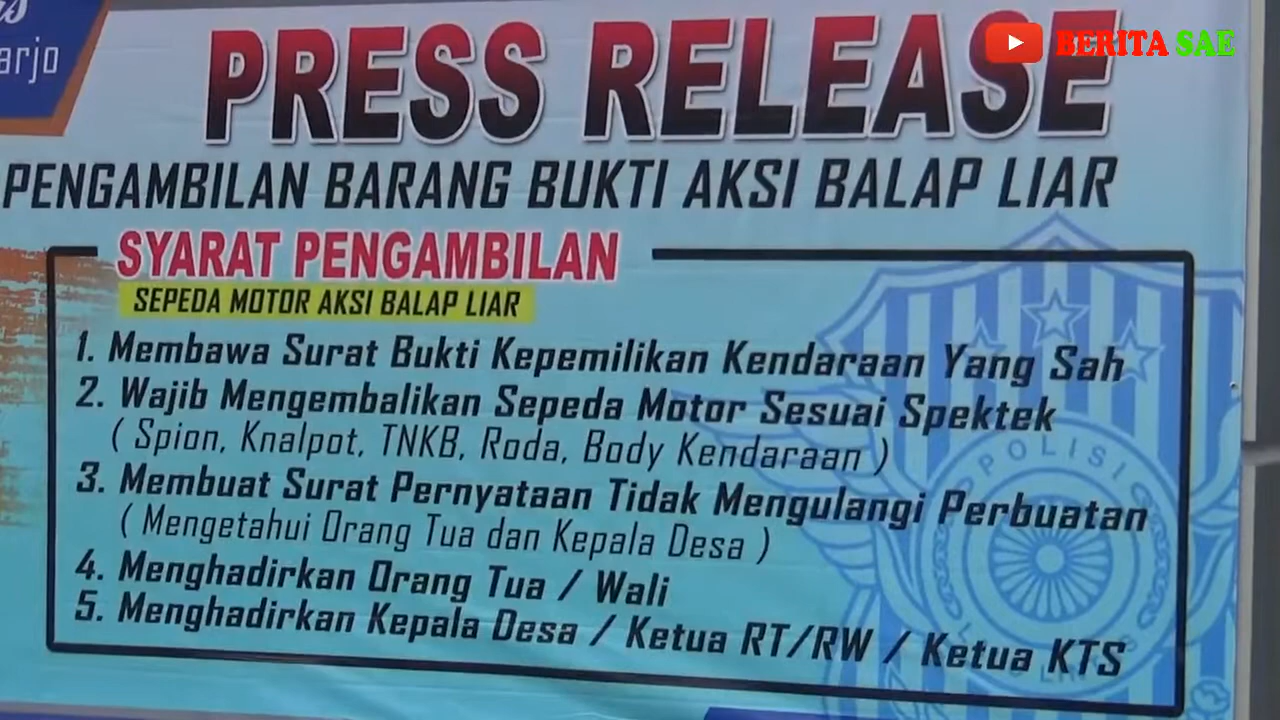 arjo
BERITA SAE
PRESS RELEASE
PENGAMBILAN BARANG BUKTI AKSI BALAP LIAR
SYARAT PENGAMBILAN
SEPEDA MOTOR AKSI BALAP LIAR
1. Membawa Surat Bukti Kepemilikan Kendaraan Yang Sah
2. Wajib Mengembalikan Sepeda Motor Sesuai Spektek
( Spion, Knalpot, TNKB, Roda, Body Kendaraan )
3. Membuat Surat Pernyataan Tidak Mengulangi Perbuatan
( Mengetahui Orang Tua dan Kepala Desa )
4. Menghadirkan Orang Tua / Wali
5. Menghadirkan Kepala Desa / Ketua RT/RW / Ketua KTS
POLISI